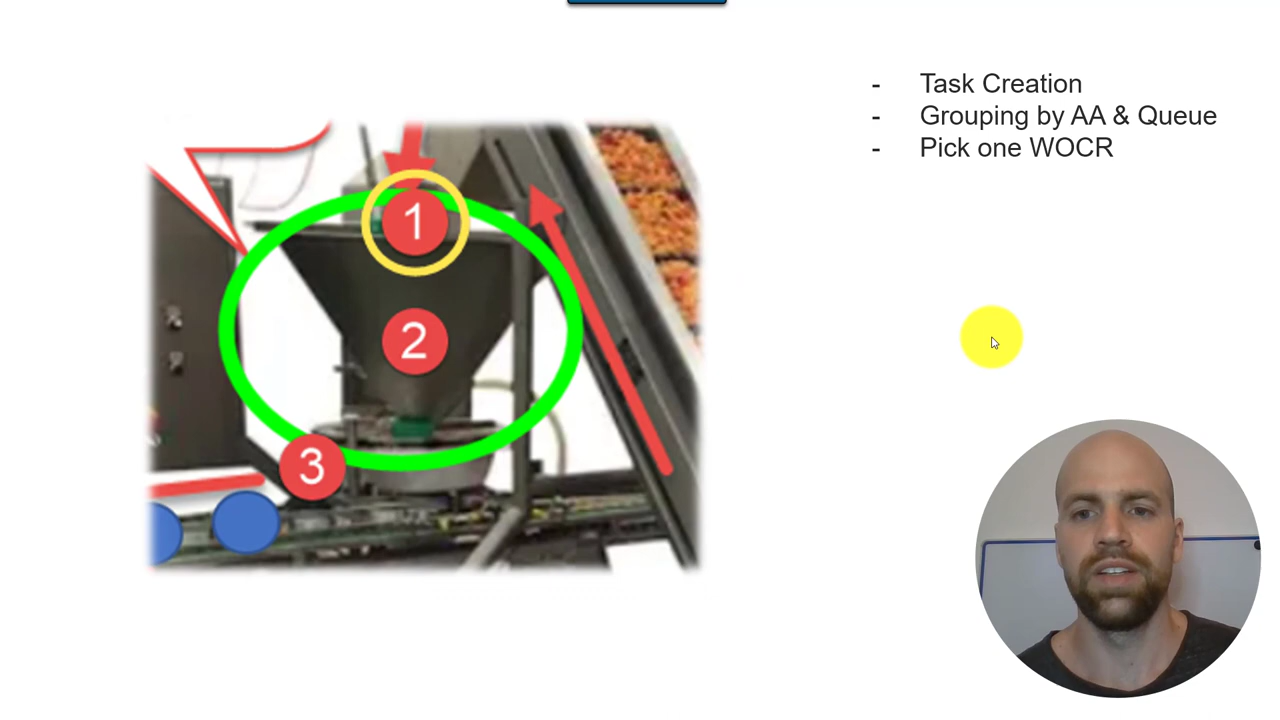 - Task Creation
- Grouping by AA & Queue
- Pick one WOCR
1
2
3